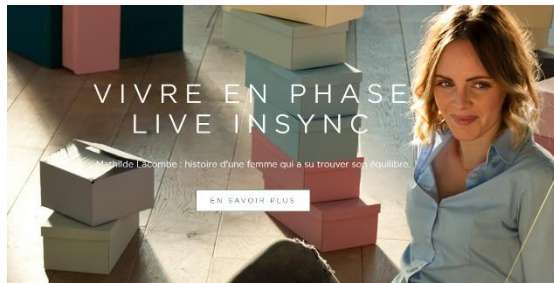 VIVRE EN PHASE
LIVE INSYNC
Mathilde Lacombe : histoire d'une femme qui a su trouver son équilibre.
EN SAVOIR PLUS